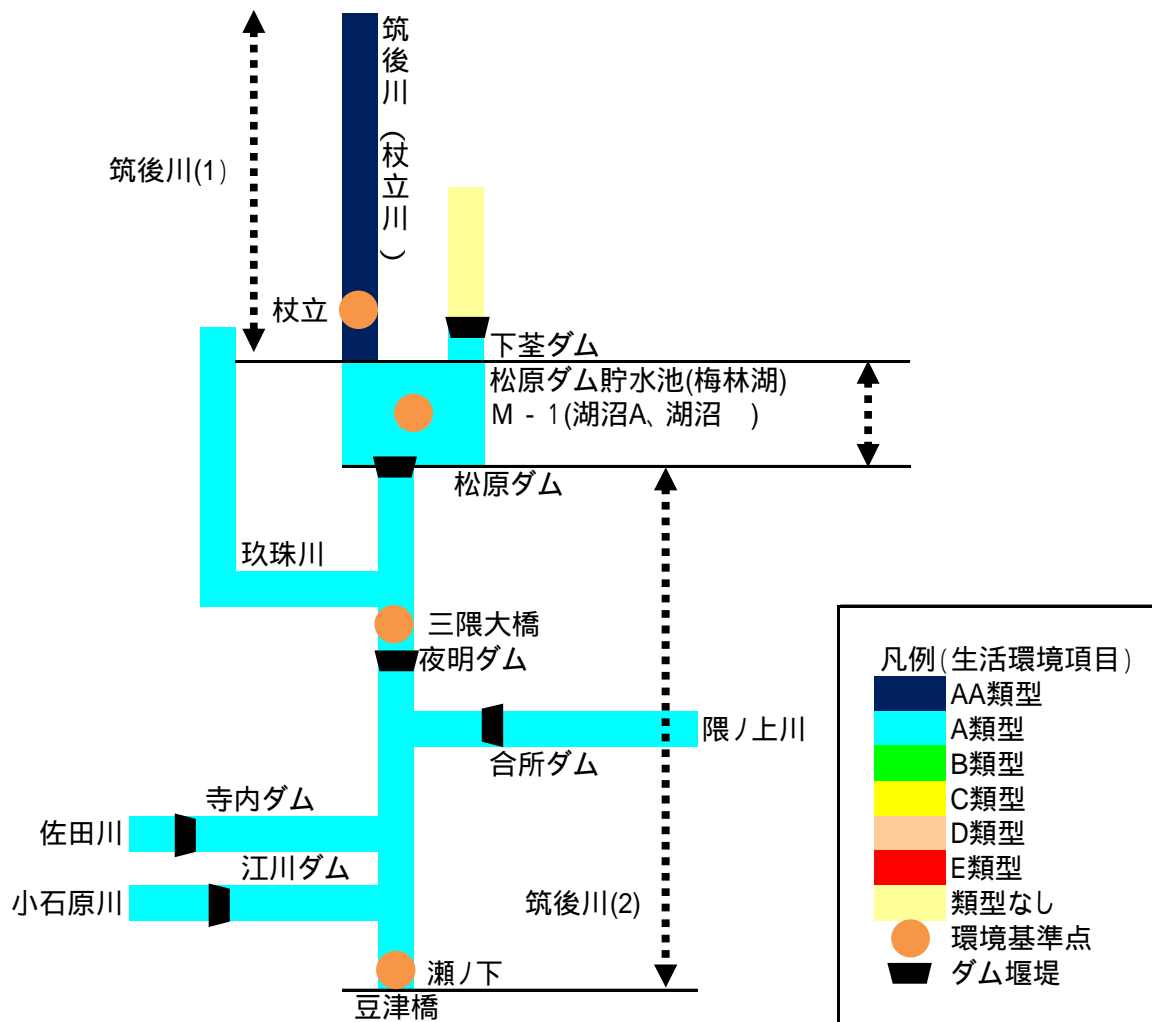 筑後川（杖立川）
筑後川(1)
杖立
下荃ダム
松原ダム貯水池(梅林湖)
M - 1(湖沼A、湖沼　)
松原ダム
玖珠川
三隈大橋
夜明ダム
隈ノ上川
合所ダム
寺内ダム
佐田川
江川ダム
小石原川
筑後川(2)
瀬ノ下
豆津橋
凡例(生活環境項目)
AA類型
A類型
B類型
C類型
D類型
E類型
類型なし
環境基準点
ダム堰堤